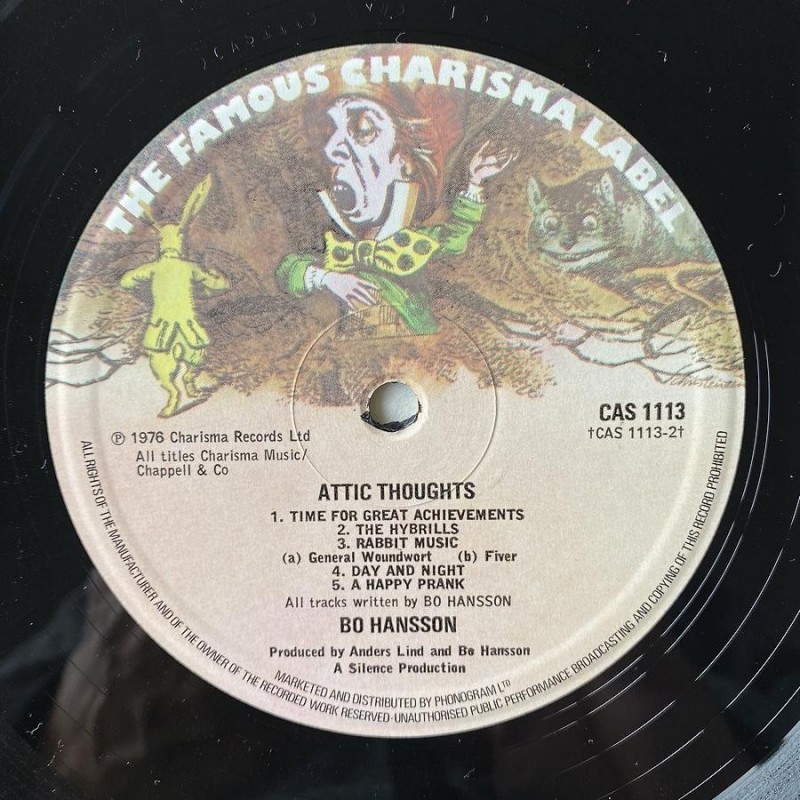 THE FAMOUS CHARISMA LABEL
CAS 1113
†CAS 1113-2†
Ⓟ 1976 Charisma Records Ltd
All titles Charisma Music/
Chappell & Co
ATTIC THOUGHTS
1. TIME FOR GREAT ACHIEVEMENTS
2. THE HYBRILLS
3. RABBIT MUSIC
(a) General Woundwort (b) Fiver
4. DAY AND NIGHT
5. A HAPPY PRANK
All tracks written by BO HANSSON
BO HANSSON
Produced by Anders Lind and Bo Hansson
A Silence Production
MARKETED AND DISTRIBUTED BY PHONOGRAM LTD
ALL RIGHTS OF THE MANUFACTURER AND OF THE OWNER OF THE RECORDED WORK RESERVED·UNAUTHORISED PUBLIC PERFORMANCE BROADCASTING AND COPYING OF THIS RECORD PROHIBITED